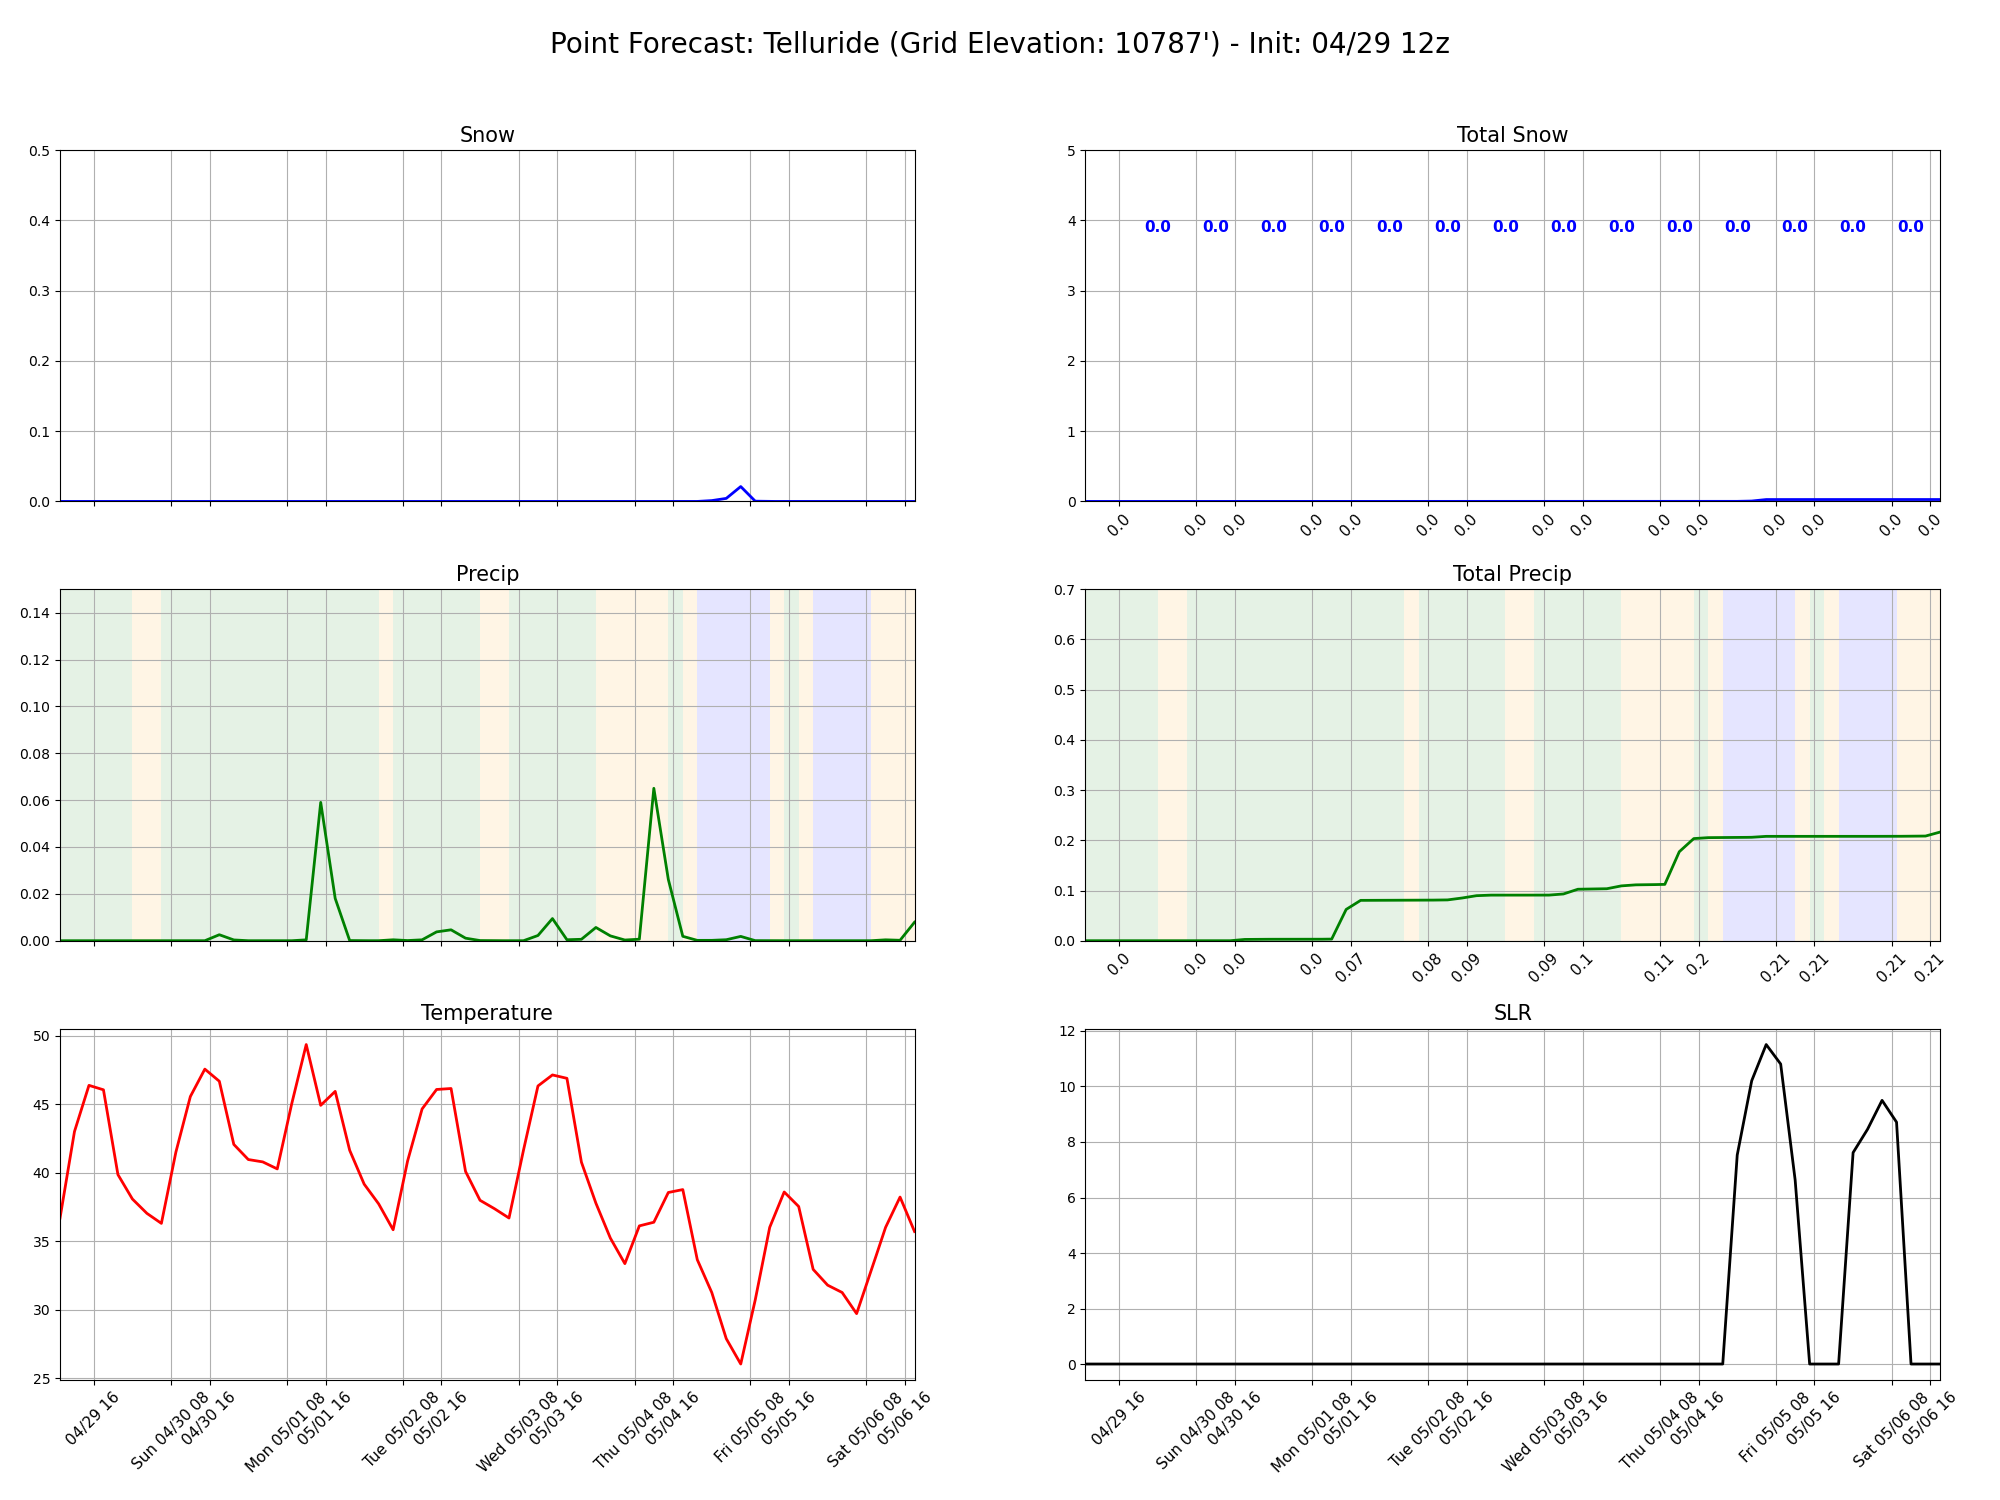 Point Forecast: Telluride (Grid Elevation: 10787') - Init: 04/29 12z
Snow
0.5
0.4
0.3
0.2
0.1
0.0
Total Snow
5
4
3
2
1
0
0.0 0.0 0.0 0.0 0.0 0.0 0.0 0.0 0.0 0.0 0.0 0.0 0.0 0.0
0.0 0.0 0.0 0.0 0.0 0.0 0.0 0.0 0.0 0.0 0.0 0.0 0.0 0.0 0.0
Precip
0.14
0.12
0.10
0.08
0.06
0.04
0.02
0.00
Total Precip
0.7
0.6
0.5
0.4
0.3
0.2
0.1
0.0
0.0 0.0 0.0 0.0 0.07 0.08 0.09 0.09 0.1 0.11 0.2 0.21 0.21 0.21 0.21
Temperature
50
45
40
35
30
25
04/29 16
Sun 04/30 08
04/30 16
Mon 05/01 08
05/01 16
Tue 05/02 08
05/02 16
Wed 05/03 08
05/03 16
Thu 05/04 08
05/04 16
Fri 05/05 08
05/05 16
Sat 05/06 08
05/06 16
SLR
12
10
8
6
4
2
0
04/29 16
Sun 04/30 08
04/30 16
Mon 05/01 08
05/01 16
Tue 05/02 08
05/02 16
Wed 05/03 08
05/03 16
Thu 05/04 08
05/04 16
Fri 05/05 08
05/05 16
Sat 05/06 08
05/06 16